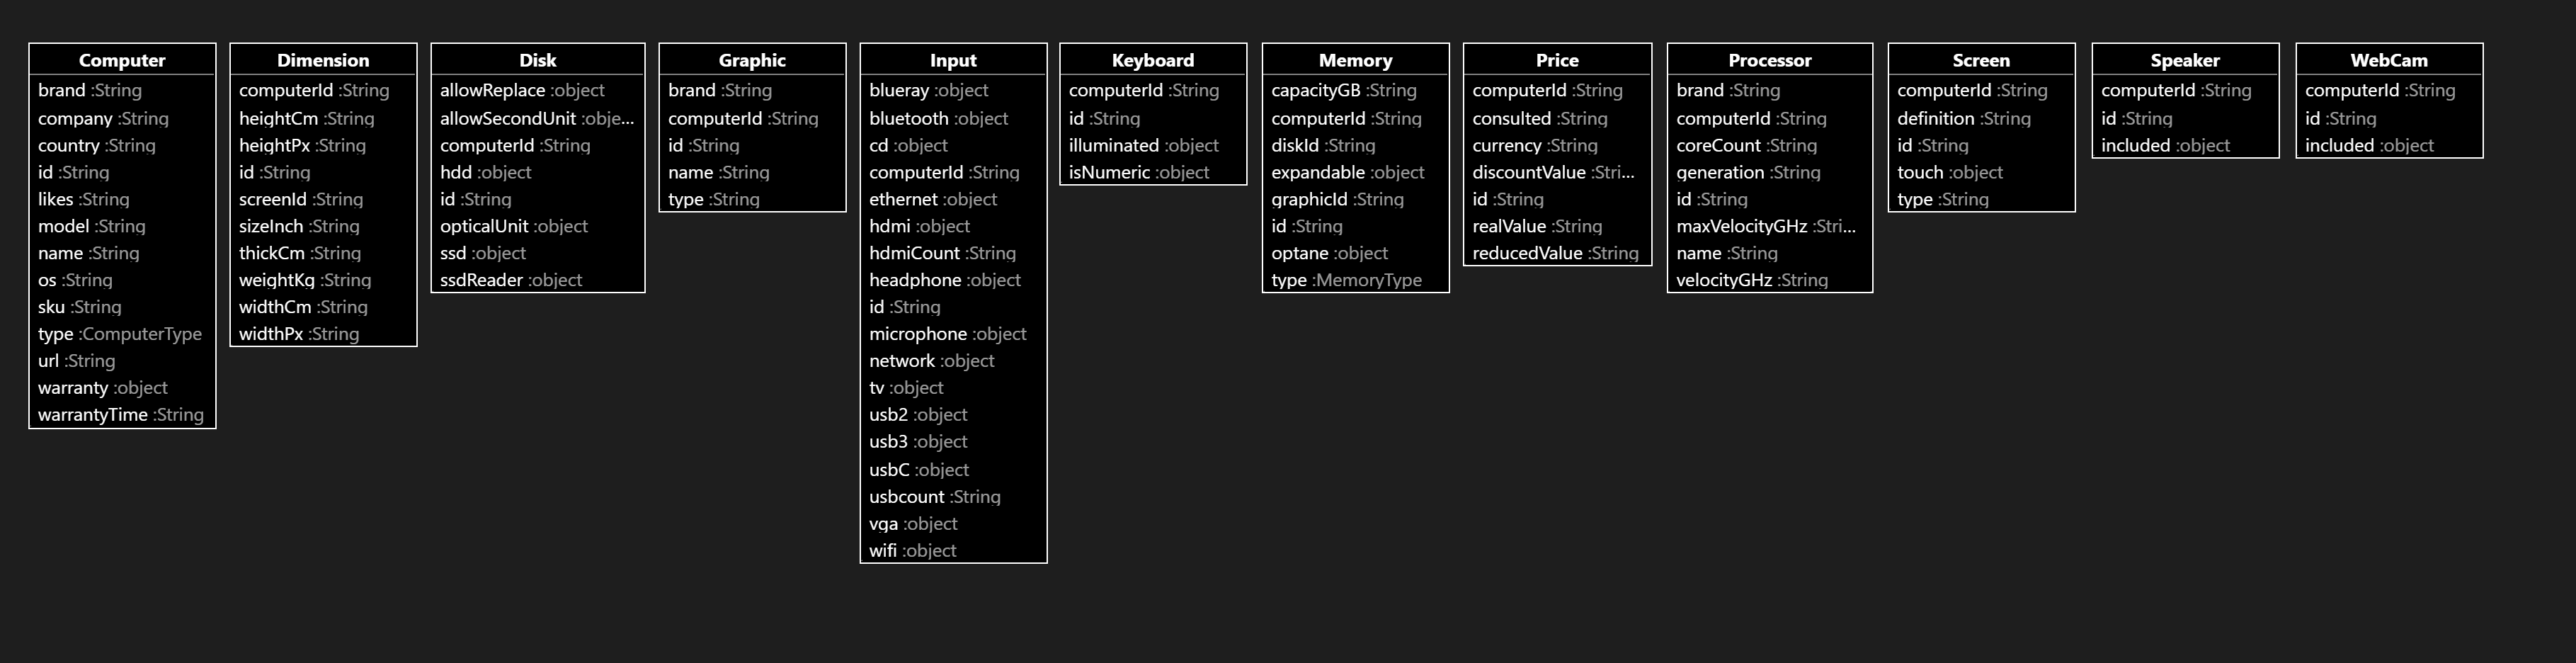 Computer
brand :String
company :String
country :String
id :String
likes :String
model :String
name :String
os :String
sku :String
type :ComputerType
url :String
warranty :object
warrantyTime :String
Dimension
computerId :String
heightCm :String
heightPx :String
id :String
screenId :String
sizeInch :String
thickCm :String
weightKg :String
widthCm :String
widthPx :String
Disk
allowReplace :object
allowSecondUnit :obje...
computerId :String
hdd :object
id :String
opticalUnit :object
ssd :object
ssdReader :object
Graphic
brand :String
computerId :String
id :String
name :String
type :String
Input
blueray :object
bluetooth :object
cd :object
computerId :String
ethernet :object
hdmi :object
hdmiCount :String
headphone :object
id :String
microphone :object
network :object
tv :object
usb2 :object
usb3 :object
usbC :object
usbcount :String
vga :object
wifi :object
Keyboard
computerId :String
id :String
illuminated :object
isNumeric :object
Memory
capacityGB :String
computerId :String
diskId :String
expandable :object
graphicId :String
id :String
optane :object
type :MemoryType
Price
computerId :String
consulted :String
currency :String
discountValue :Stri...
id :String
realValue :String
reducedValue :String
Processor
brand :String
computerId :String
coreCount :String
generation :String
id :String
maxVelocityGHz :Stri...
name :String
velocityGHz :String
Screen
computerId :String
definition :String
id :String
touch :object
type :String
Speaker
computerId :String
id :String
included :object
WebCam
computerId :String
id :String
included :object